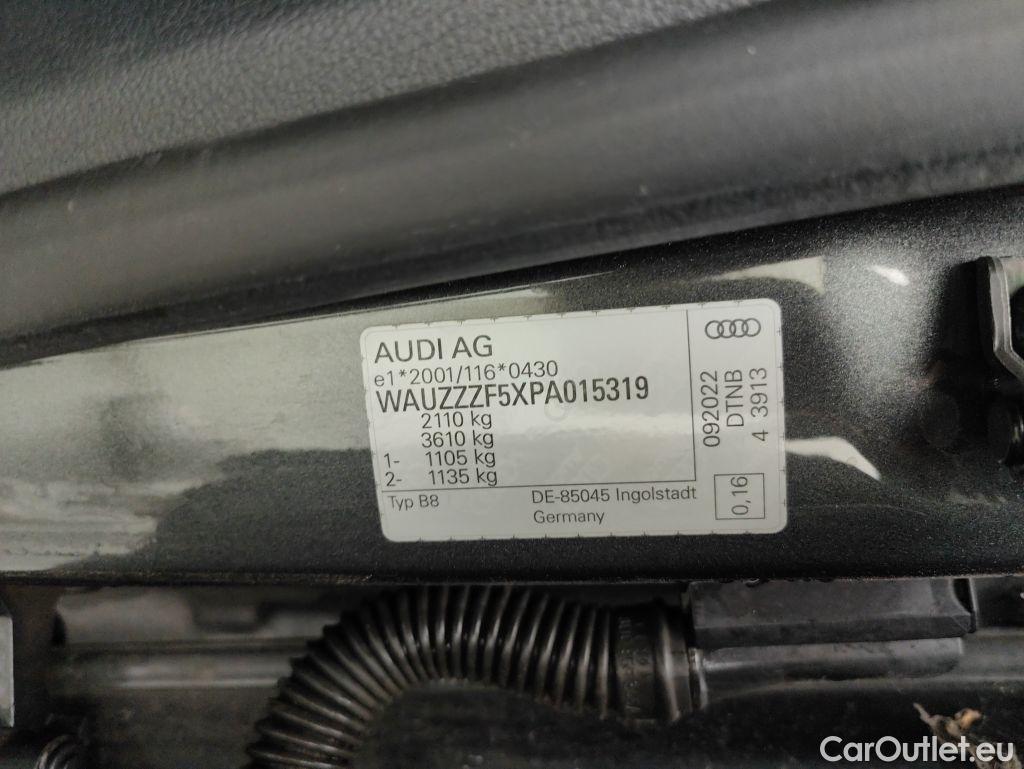 AUDI AG
e1*2001/116*0430
WAUZZZF5XPA015319
2110 kg
3610 kg
1- 1105 kg
2- 1135 kg
Typ B8
DE-85045 Ingolstadt
Germany
092022
DTNB
4 3913
0,16
CarOutlet.eu